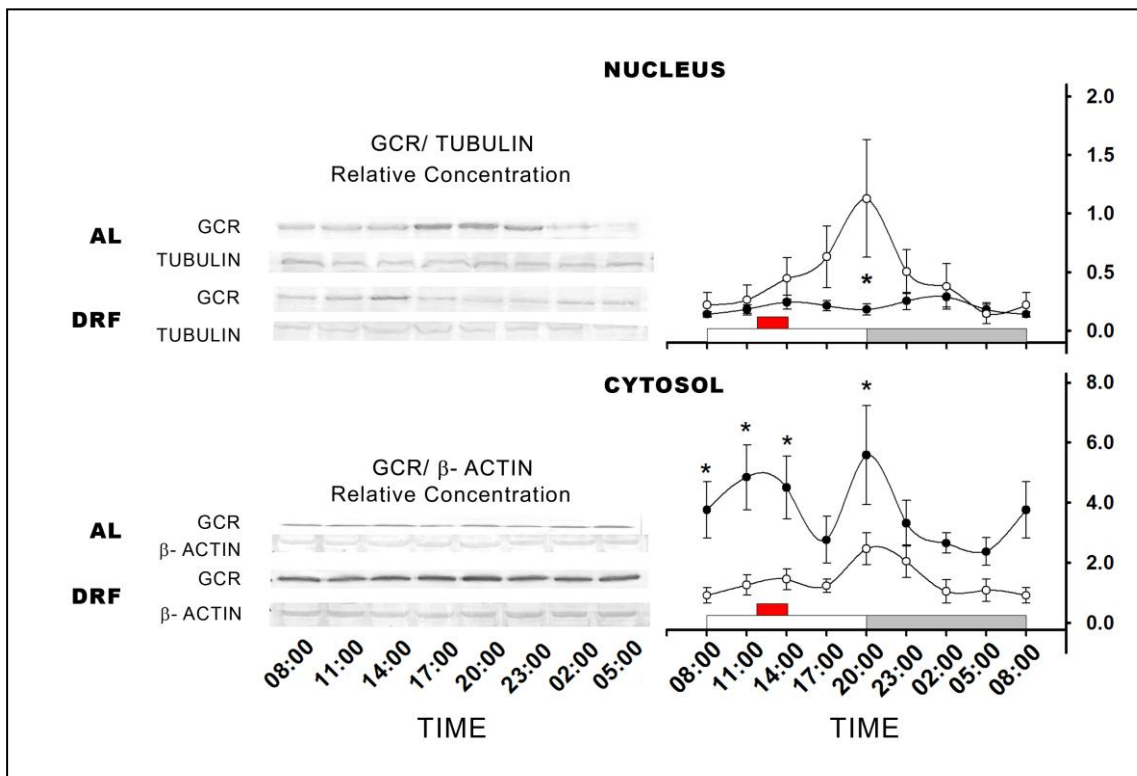 NUCLEUS
GCR/ TUBULIN
Relative Concentration
AL
GCR
TUBULIN
DRF
GCR
TUBULIN
2.0
1.5
1.0
0.5
0.0
*
CYTOSOL
GCR/ β- ACTIN
Relative Concentration
AL
GCR
β- ACTIN
DRF
GCR
β- ACTIN
8.0
6.0
4.0
2.0
0.0
* * * *
08:00 11:00 14:00 17:00 20:00 23:00 02:00 05:00
TIME
08:00 11:00 14:00 17:00 20:00 23:00 02:00 05:00 08:00
TIME